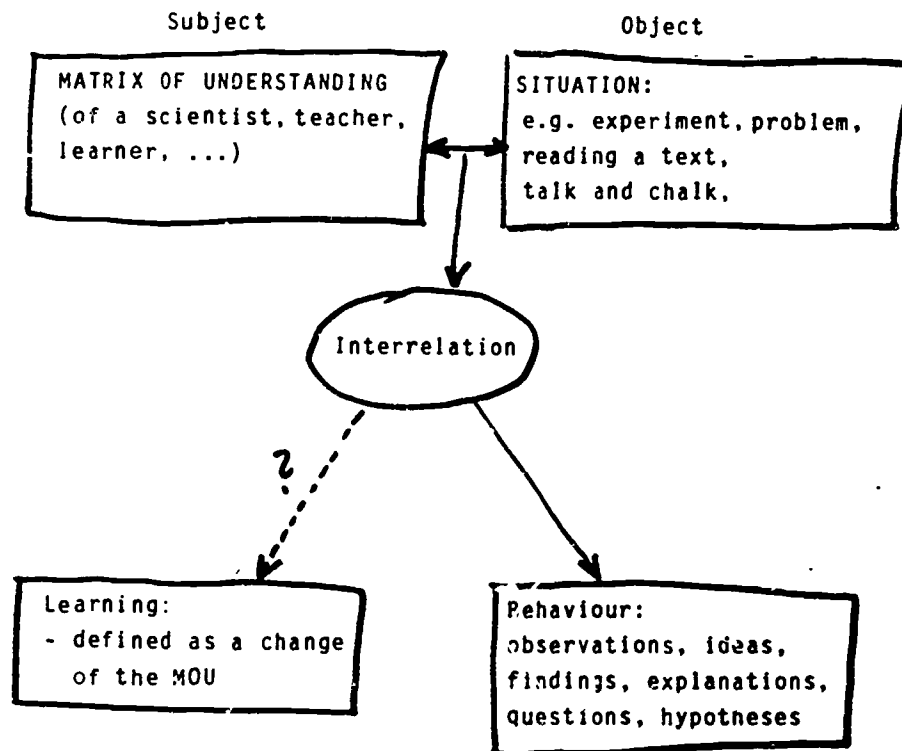 Subject
Object
MATRIX OF UNDERSTANDING
(of a scientist, teacher,
learner, ...)
SITUATION:
e.g. experiment, problem,
reading a text,
talk and chalk,
Interrelation
?
Learning:
- defined as a change
of the MOU
Behaviour:
observations, ideas,
findings, explanations,
questions, hypotheses